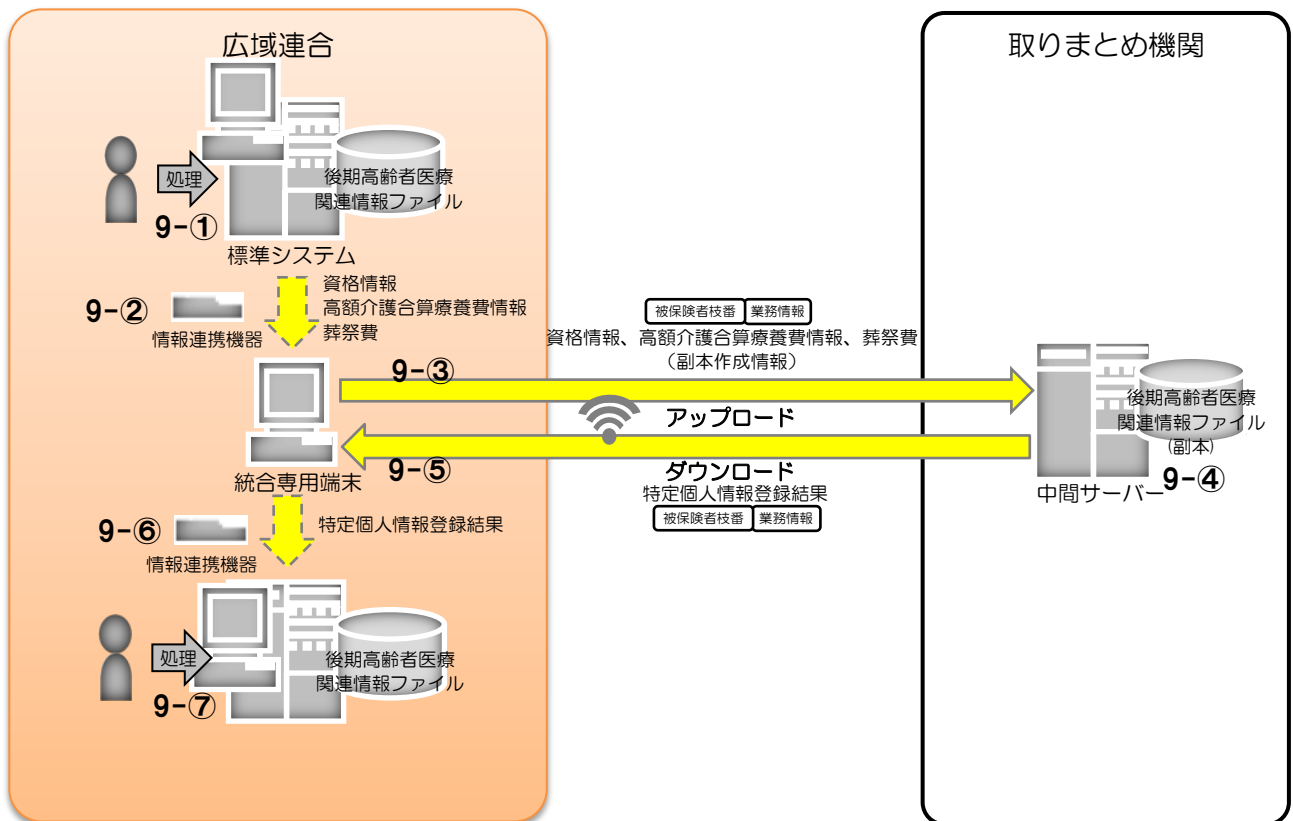 広域連合
取りまとめ機関
処理
9-①
後期高齢者医療
関連情報ファイル
標準システム
9-②
情報連携機器
資格情報
高額介護合算療養費情報
葬祭費
被保険者枝番 業務情報
資格情報、高額介護合算療養費情報、葬祭費
（副本作成情報）
9-③
アップロード
後期高齢者医療
関連情報ファイル
(副本)
9-④
中間サーバー
9-⑤
ダウンロード
特定個人情報登録結果
被保険者枝番 業務情報
統合専用端末
9-⑥
情報連携機器
特定個人情報登録結果
処理
9-⑦
後期高齢者医療
関連情報ファイル